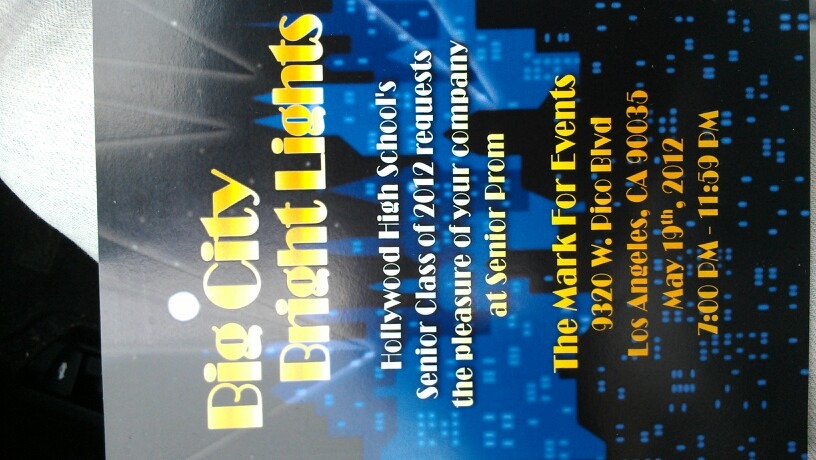 Big City
Bright Lights
Hollywood High School's
Senior Class of 2012 requests
the pleasure of your company
at Senior Prom
The Mark For Events
9320 W. Pico Blvd
Los Angeles, CA 90035
May 19th, 2012
7:00 PM - 11:59 PM